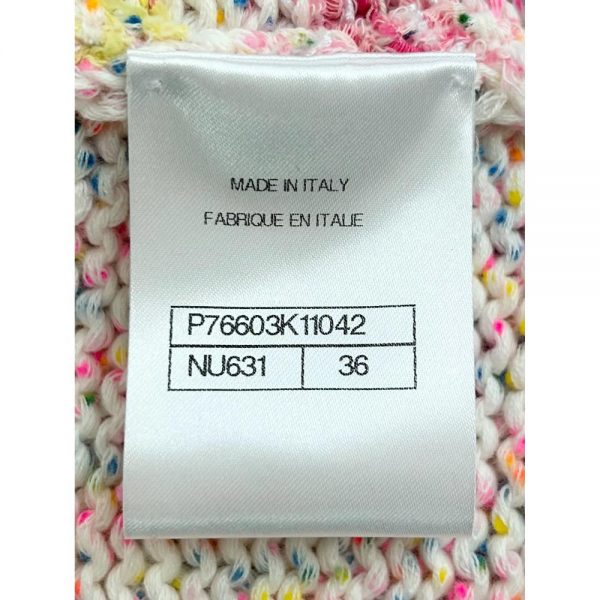 MADE IN ITALY
FABRIQUE EN ITALIE
P76603K11042
NU631 36